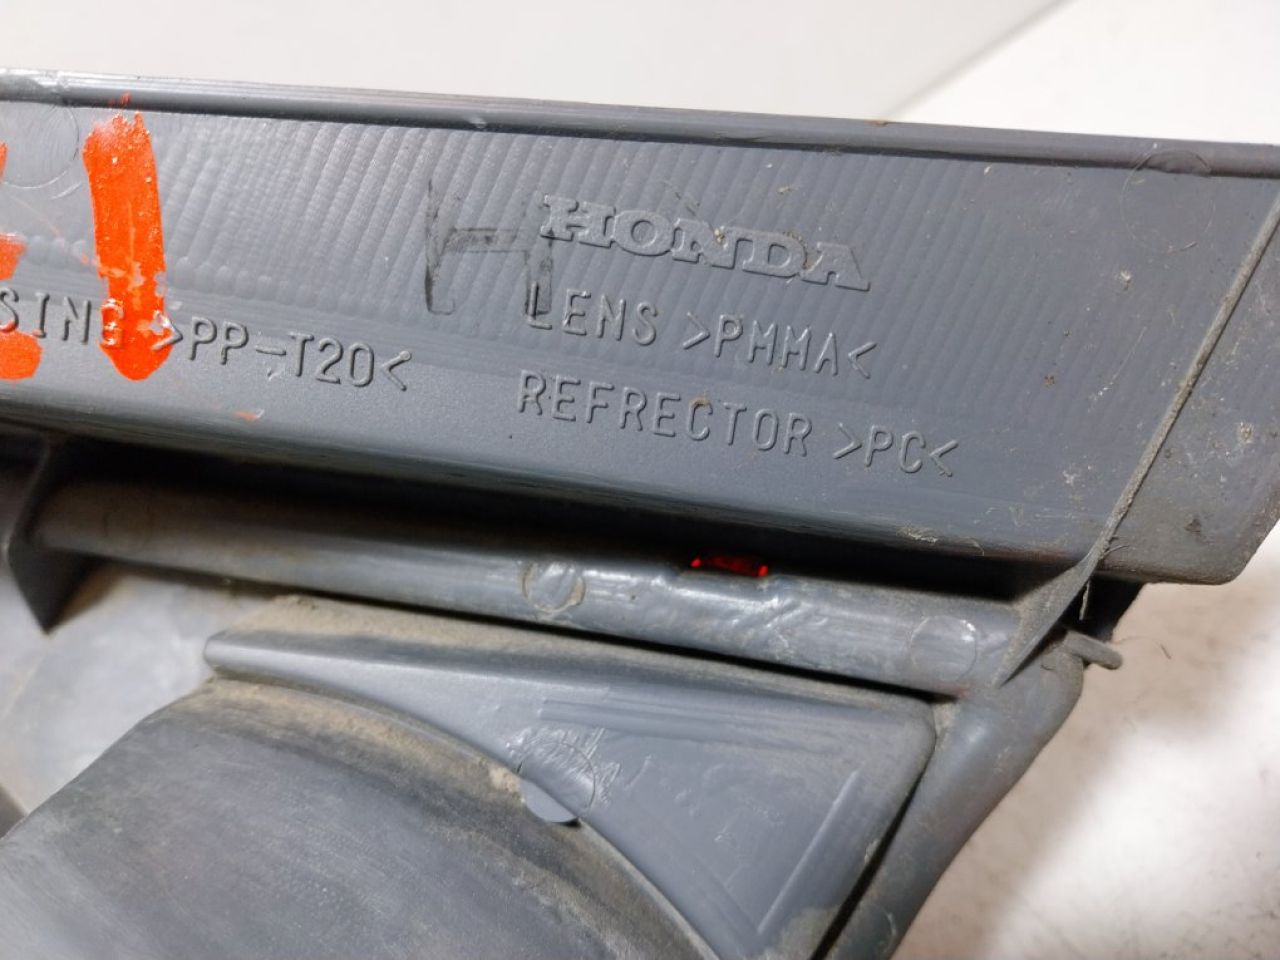 HONDA
SING >PP-T20<
LENS >PMMA<
REFRECTOR >PC<